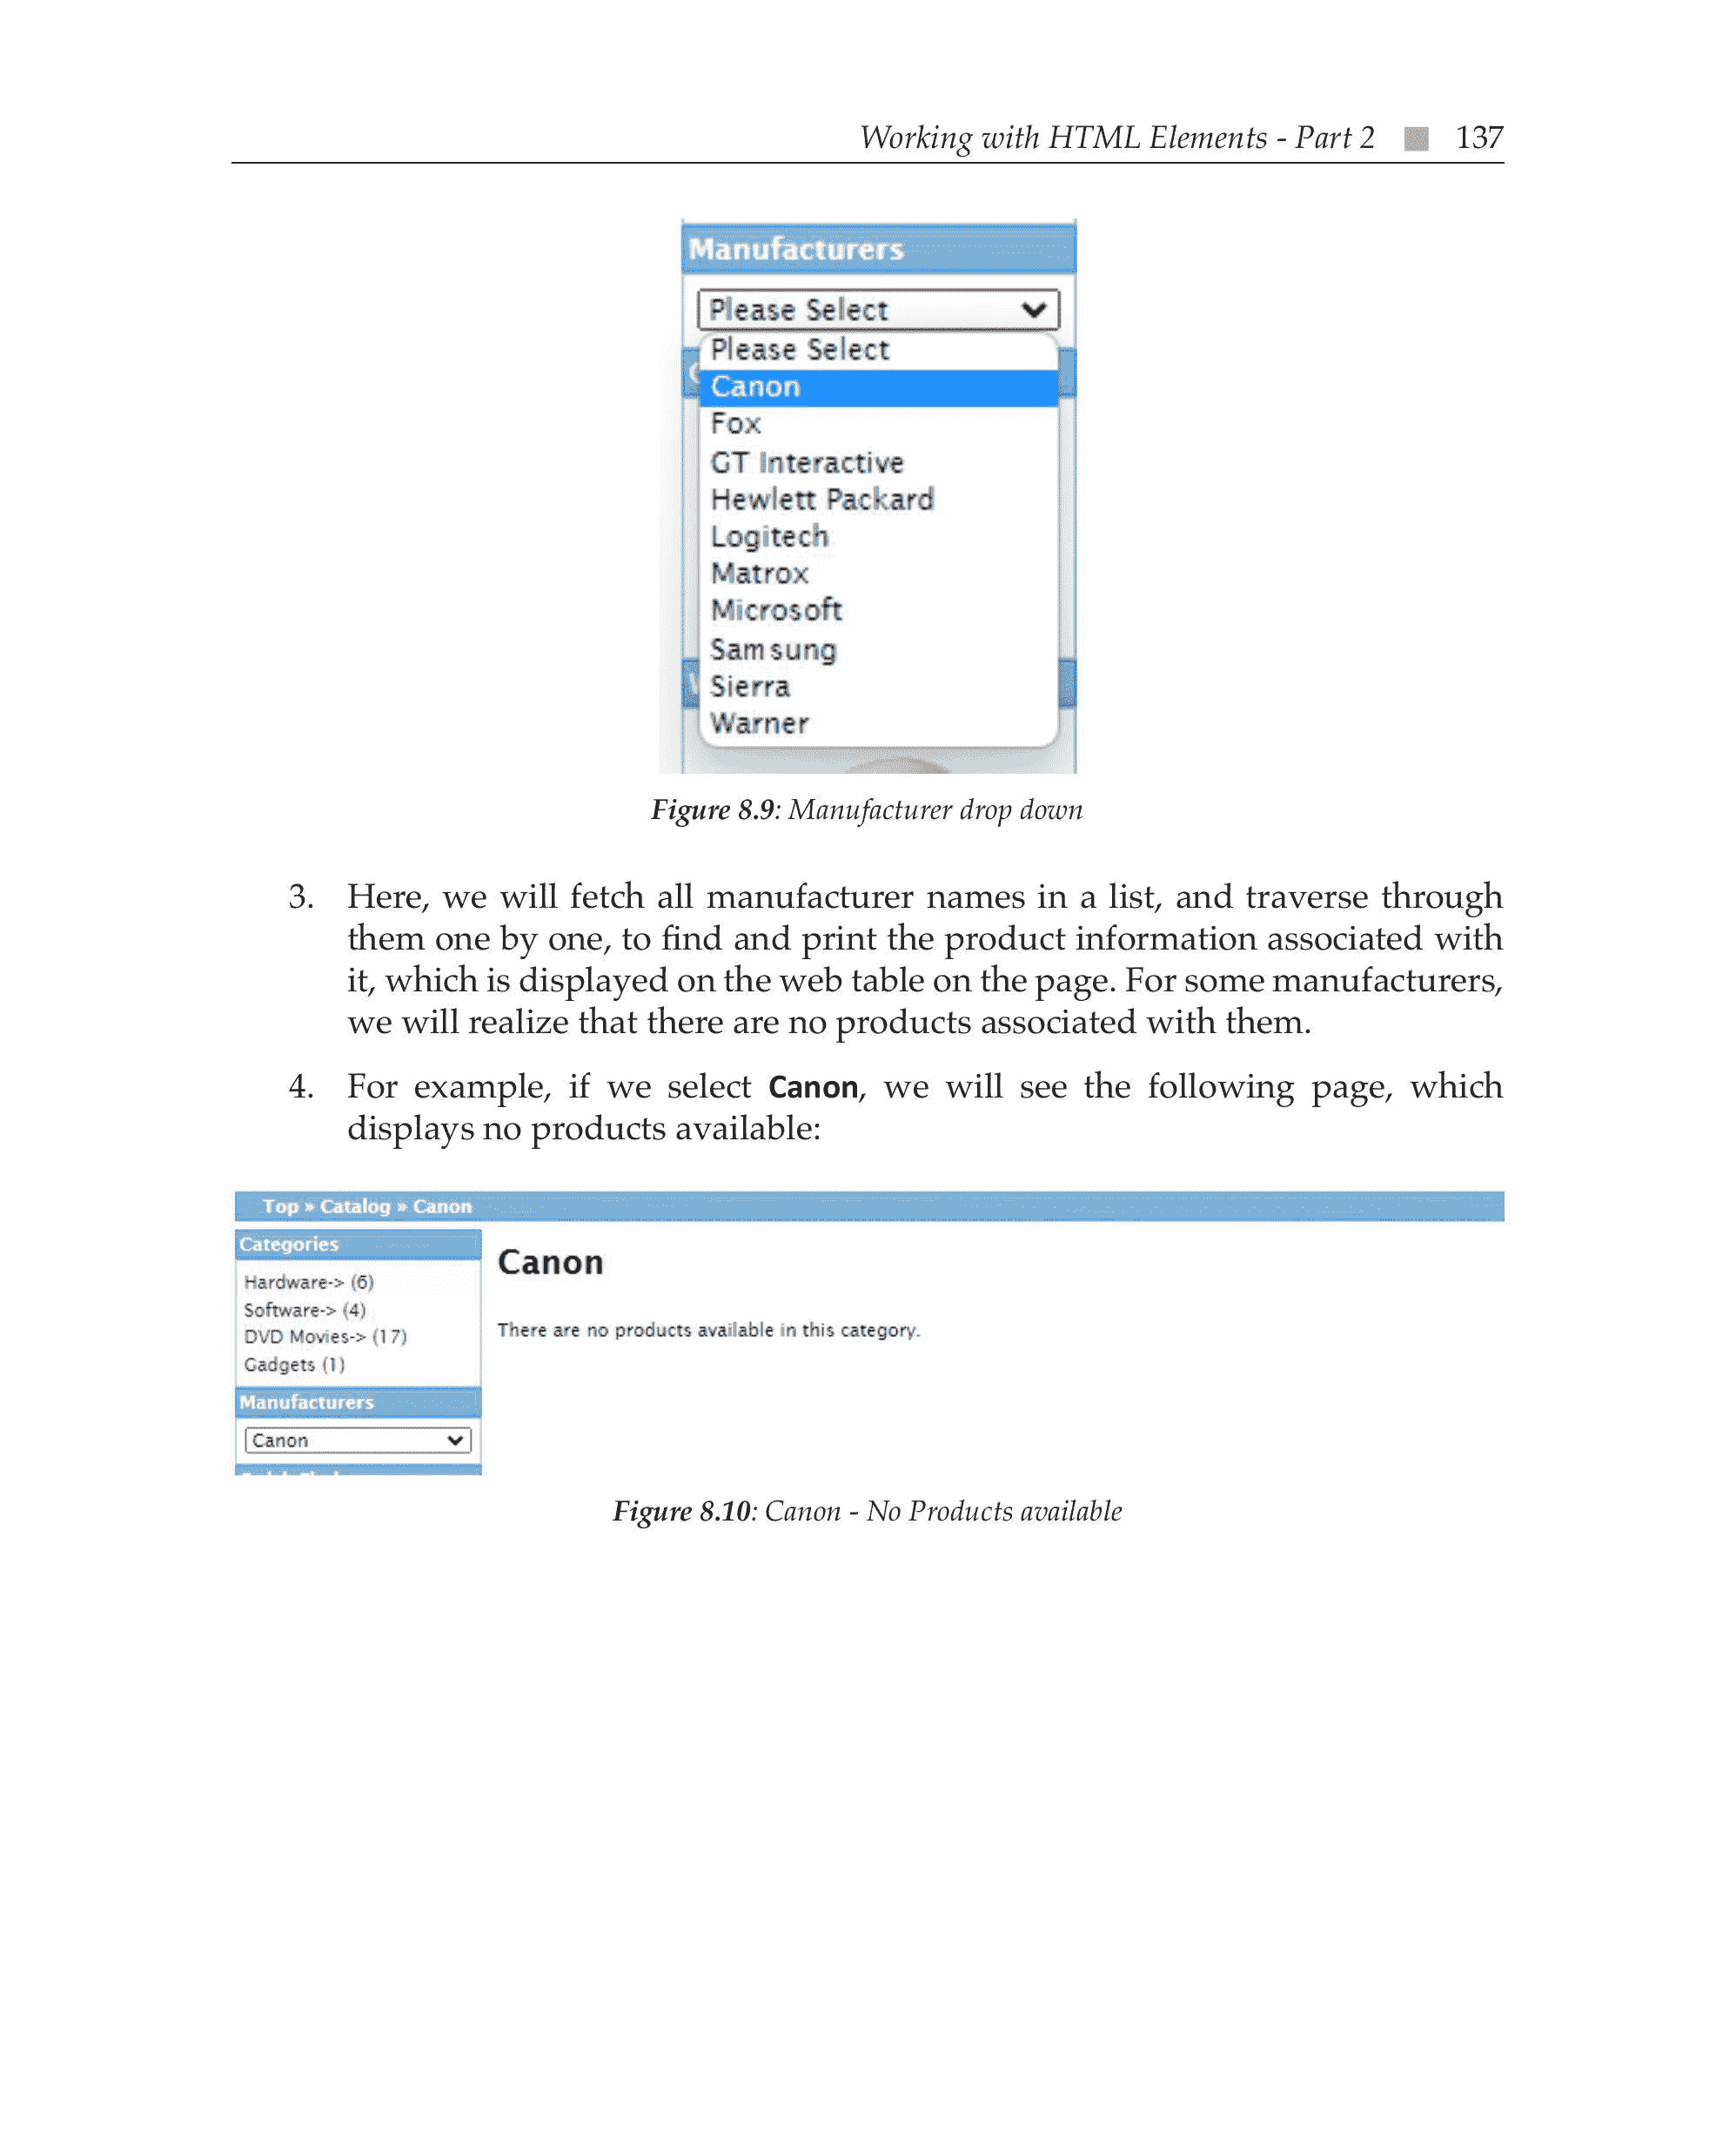 Working with HTML Elements - Part 2 137
Manufacturers
Please Select
Please Select
Canon
Fox
GT Interactive
Hewlett Packard
Logitech
Matrox
Microsoft
Samsung
Sierra
Warner
Figure 8.9: Manufacturer drop down
3. Here, we will fetch all manufacturer names in a list, and traverse through
them one by one, to find and print the product information associated with
it, which is displayed on the web table on the page. For some manufacturers,
we will realize that there are no products associated with them.
4. For example, if we select Canon, we will see the following page, which
displays no products available:
Top » Catalog » Canon
Categories
Hardware-> (6)
Software-> (4)
DVD Movies-> (17)
Gadgets (1)
Manufacturers
Canon
Canon
There are no products available in this category.
Figure 8.10: Canon - No Products available